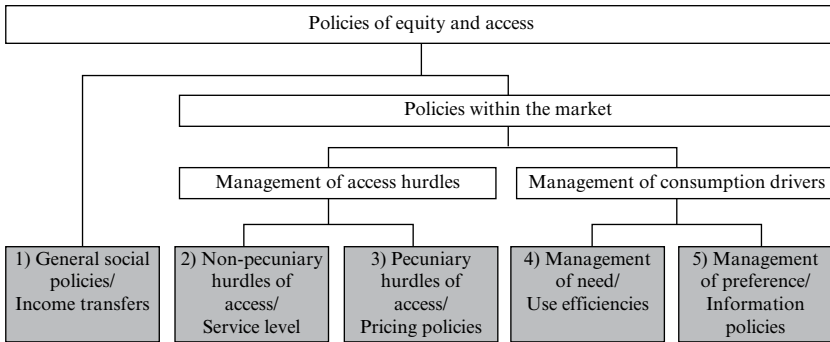 Policies of equity and access
Policies within the market
Management of access hurdles
Management of consumption drivers
1) General social
policies/
Income transfers
2) Non-pecuniary
hurdles of
access/
Service level
3) Pecuniary
hurdles of
access/
Pricing policies
4) Management
of need/
Use efficiencies
5) Management
of preference/
Information
policies